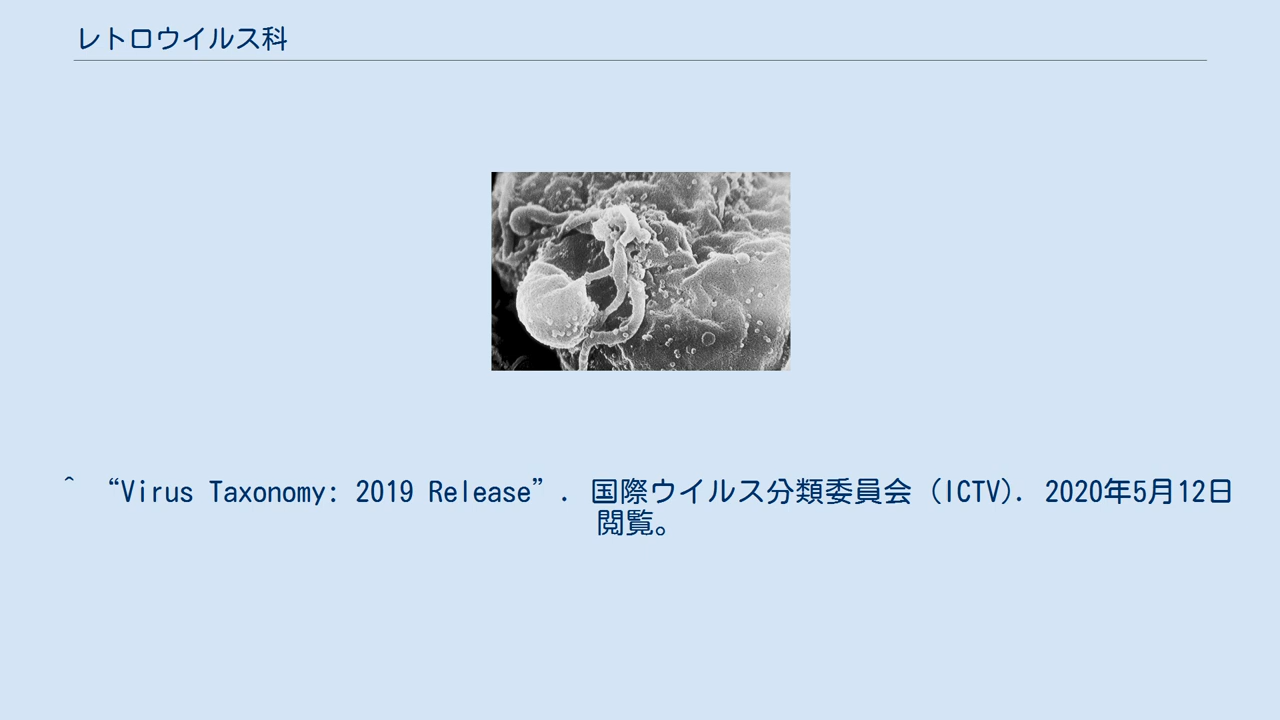 レトロウイルス科
^ “Virus Taxonomy: 2019 Release”. 国際ウイルス分類委員会 (ICTV). 2020年5月12日
閲覧。